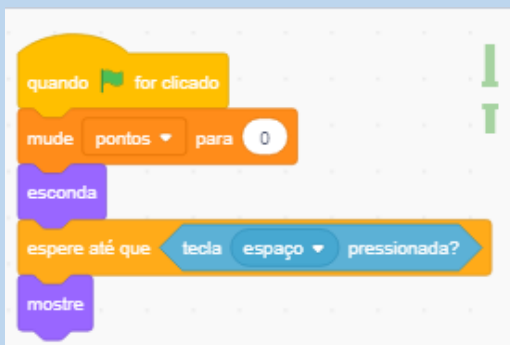 quando for clicado
mude pontos para 0
esconda
espere até que tecla espaço pressionada?
mostre